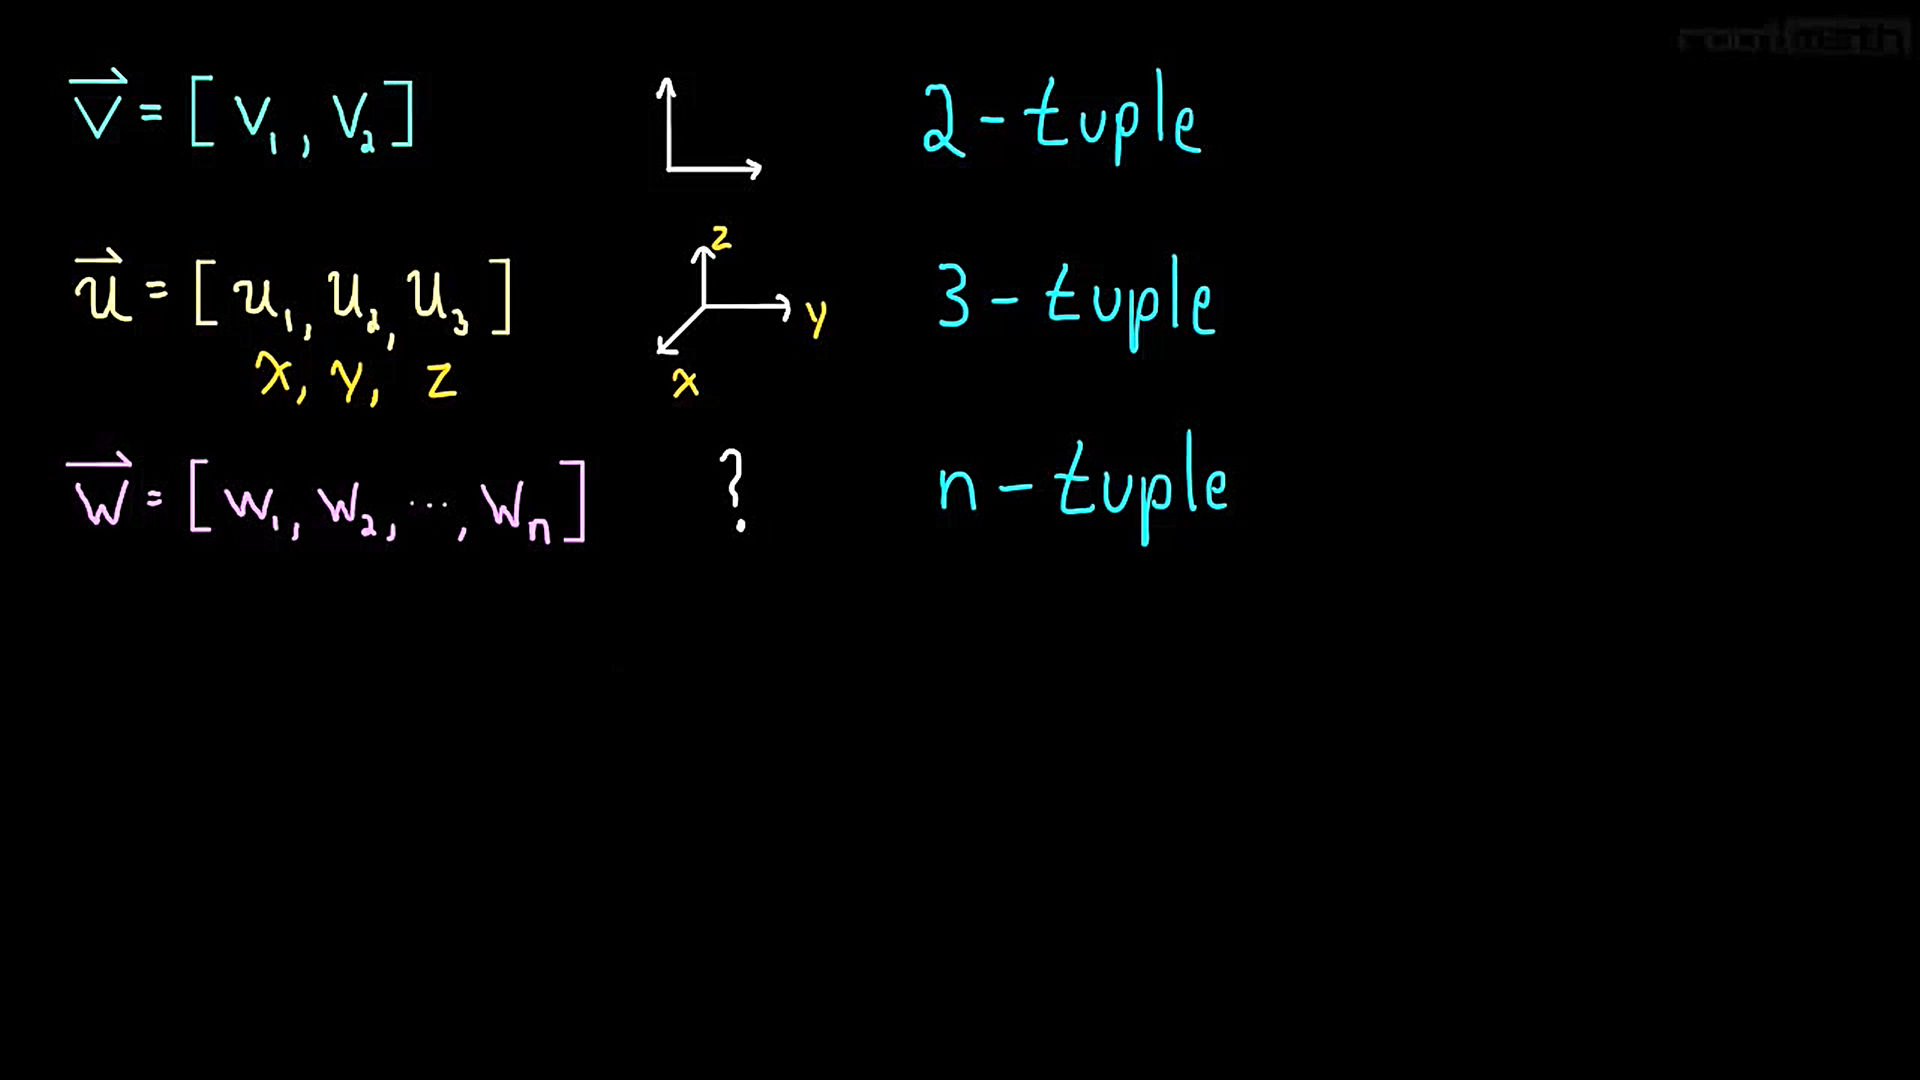 v⃗ = [ v₁ , v₂ ] 2 - tuple
z
u⃗ = [ u₁, u₂, u₃ ] y 3 - tuple
x, y, z x
w⃗ = [ w₁, w₂, ⋯, wₙ ] ? n - tuple